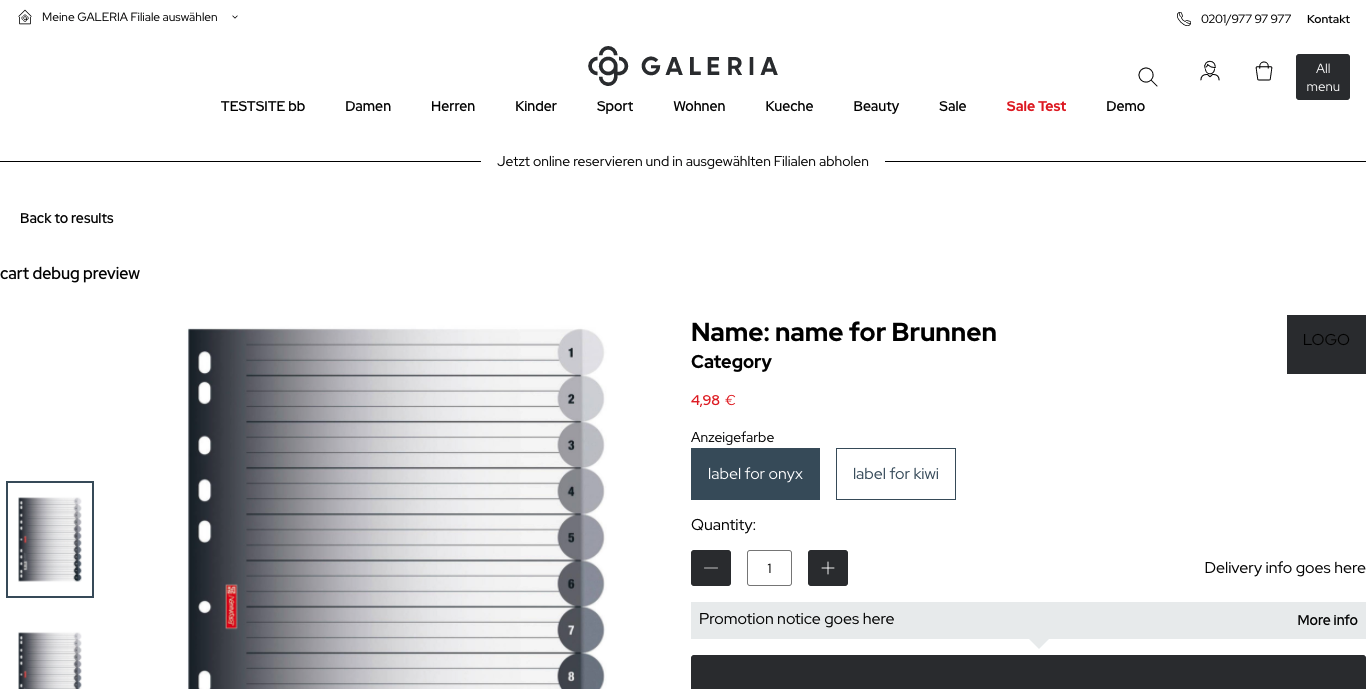 Meine GALERIA Filiale auswählen
0201/977 97 977 Kontakt
GALERIA
All
menu
TESTSITE bb Damen Herren Kinder Sport Wohnen Kueche Beauty Sale Sale Test Demo
Jetzt online reservieren und in ausgewählten Filialen abholen
Back to results
cart debug preview
Name: name for Brunnen
LOGO
Category
4,98 €
Anzeigefarbe
label for onyx label for kiwi
Quantity:
1
Delivery info goes here
Promotion notice goes here More info
1
2
3
4
5
6
7
8